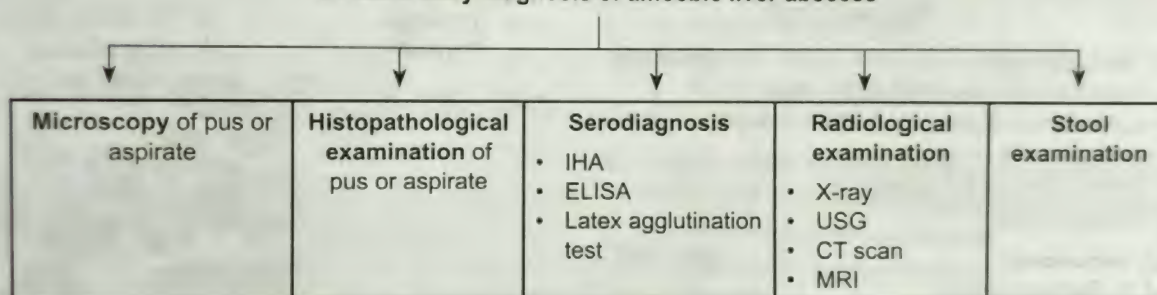 Microscopy of pus or
aspirate
Histopathological
examination of
pus or aspirate
Serodiagnosis
• IHA
• ELISA
• Latex agglutination
test
Radiological
examination
• X-ray
• USG
• CT scan
• MRI
Stool
examination